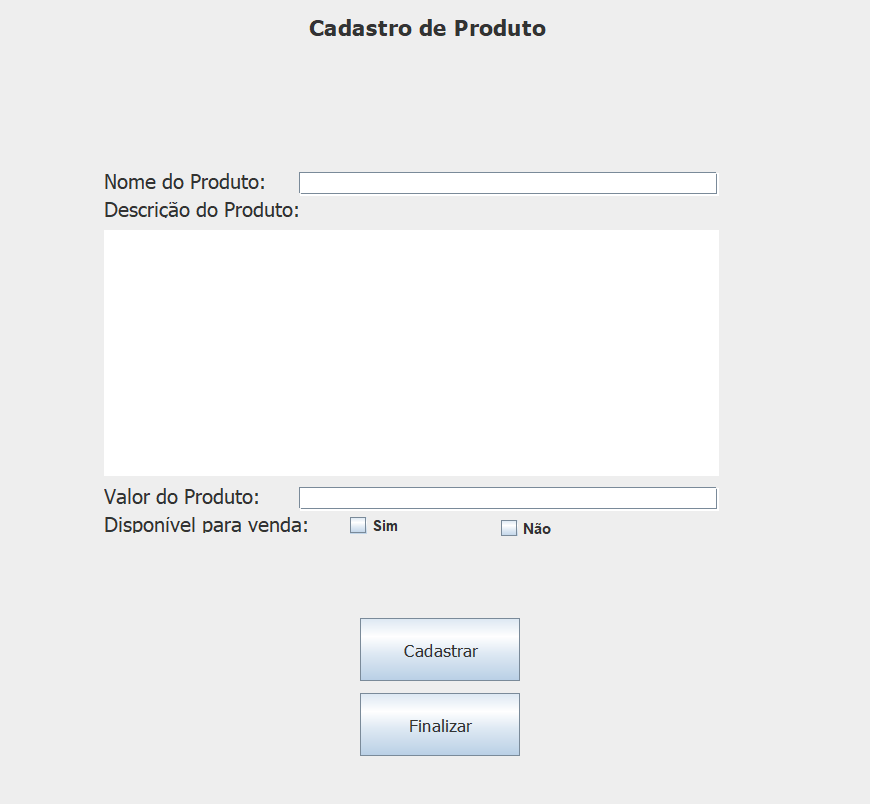 Cadastro de Produto
Nome do Produto:
Descrição do Produto:
Valor do Produto:
Disponível para venda: Sim Não
Cadastrar
Finalizar